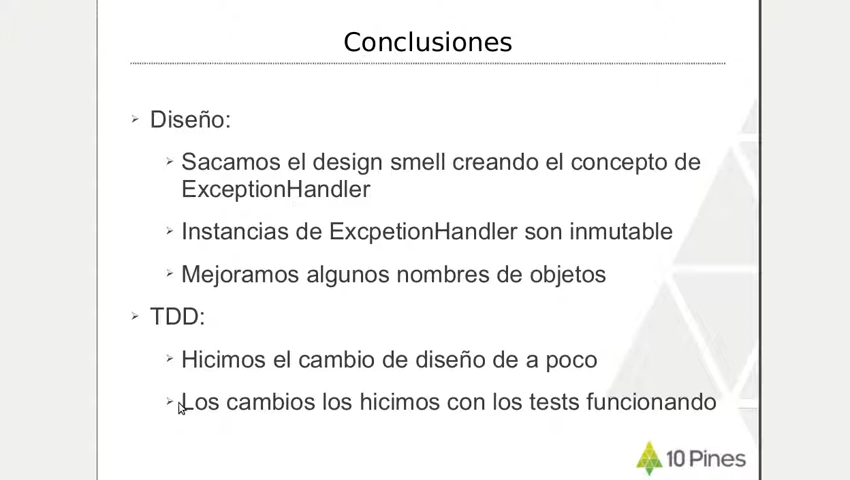 Conclusiones
Diseño:
Sacamos el design smell creando el concepto de
ExceptionHandler
Instancias de ExcpetionHandler son inmutable
Mejoramos algunos nombres de objetos
TDD:
Hicimos el cambio de diseño de a poco
Los cambios los hicimos con los tests funcionando
10 Pines